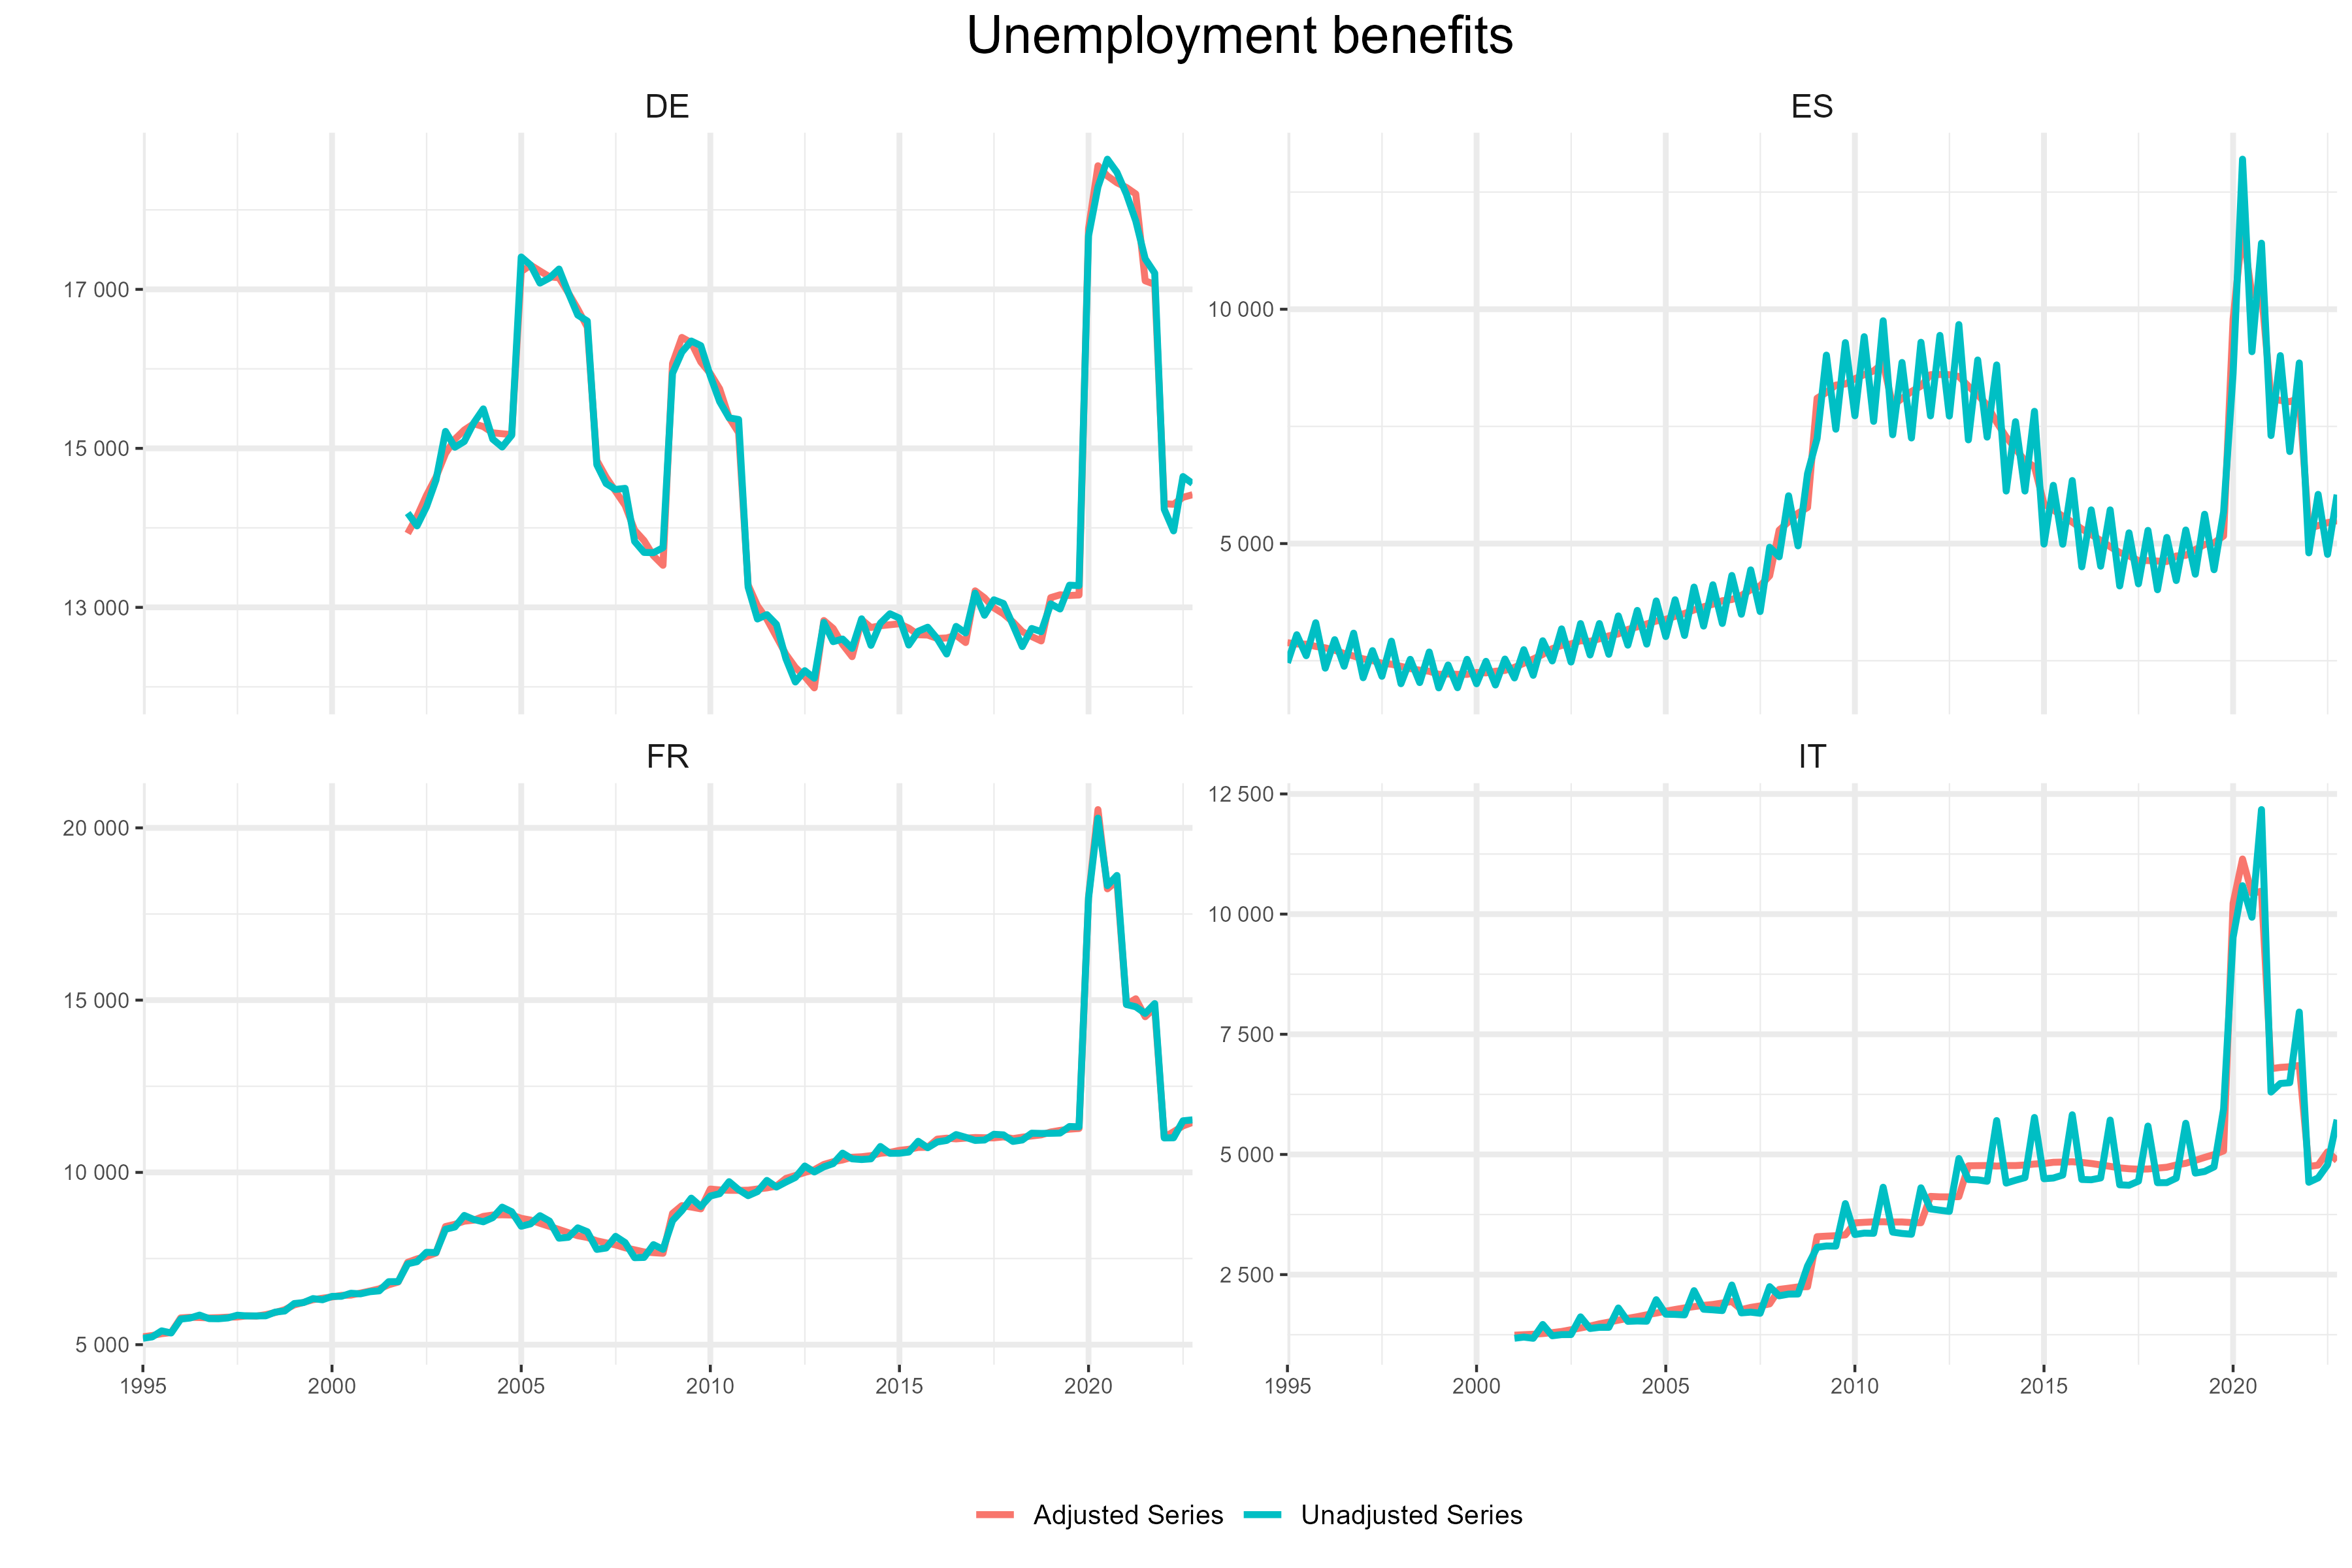 Unemployment benefits
DE
ES
17 000
15 000
13 000
10 000
5 000
FR
IT
20 000
15 000
10 000
5 000
12 500
10 000
7 500
5 000
2 500
1995 2000 2005 2010 2015 2020
1995 2000 2005 2010 2015 2020
Adjusted Series Unadjusted Series